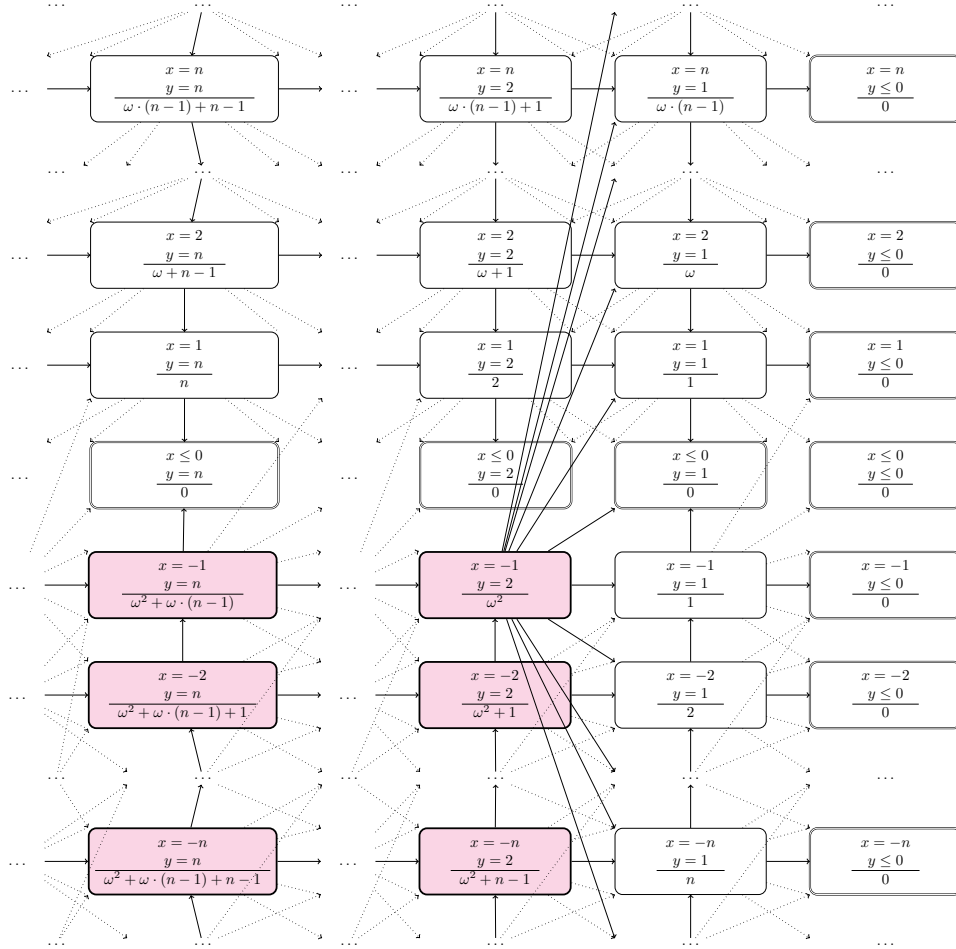 ... ... ... ... ...
x = n x = n x = n x = n
y = n y = 2 y = 1 y ≤ 0
... ω · (n − 1) + n − 1 ... ω · (n − 1) + 1 ω · (n − 1) 0
... ... ... ... ... ...
x = 2 x = 2 x = 2 x = 2
y = n y = 2 y = 1 y ≤ 0
... ω + n − 1 ... ω + 1 ω 0
x = 1 x = 1 x = 1 x = 1
y = n y = 2 y = 1 y ≤ 0
... n ... 2 1 0
x ≤ 0 x ≤ 0 x ≤ 0 x ≤ 0
y = n y = 2 y = 1 y ≤ 0
... 0 ... 0 0 0
x = −1 x = −1 x = −1 x = −1
y = n y = 2 y = 1 y ≤ 0
... ω² + ω · (n − 1) ... ω² 1 0
x = −2 x = −2 x = −2 x = −2
y = n y = 2 y = 1 y ≤ 0
... ω² + ω · (n − 1) + 1 ... ω² + 1 2 0
... ... ... ... ... ...
x = −n x = −n x = −n x = −n
y = n y = 2 y = 1 y ≤ 0
... ω² + ω · (n − 1) + n − 1 ... ω² + n − 1 n 0
... ... ... ... ... ...